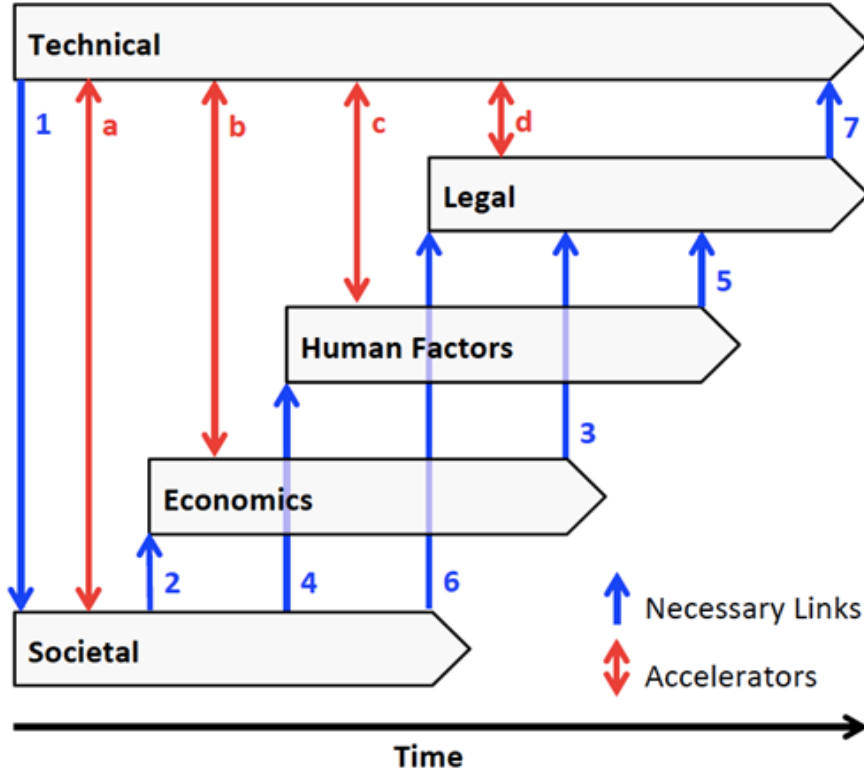 Technical
1
a
b
c
d
7
Legal
5
Human Factors
3
Economics
2
4
6
Necessary Links
Societal
Accelerators
Time